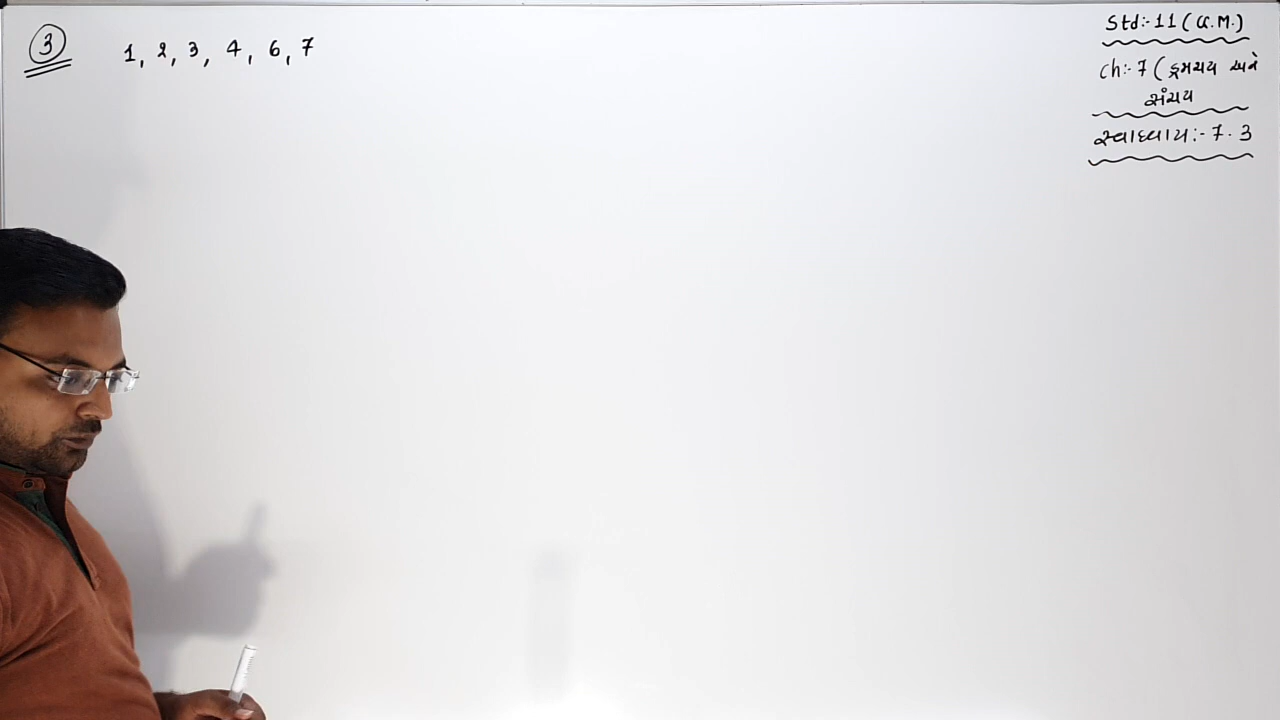 ③ 1, 2, 3, 4, 6, 7
Std:- 11 (G.M.)
ch:- 7 (ક્રમચય અને
સંચય
સ્વાધ્યાય:- 7.3